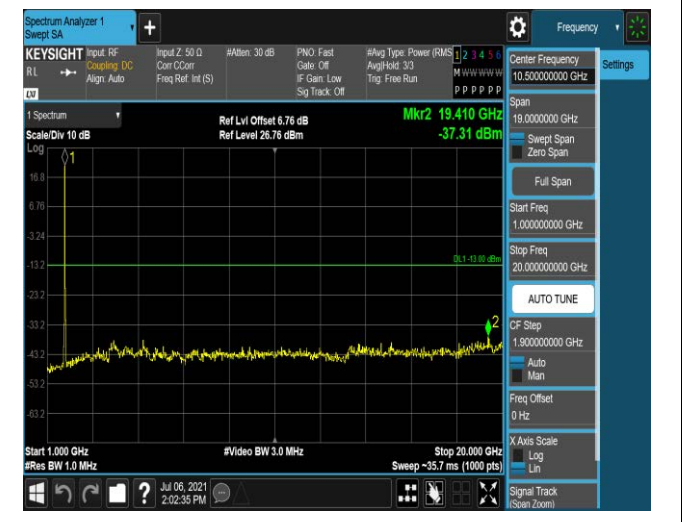 Spectrum Analyzer 1
Swept SA
+
Frequency
KEYSIGHT
RL
LXI
Input: RF
Coupling: DC
Align: Auto
Input Z: 50 Ω
Corr CCorr
Freq Ref: Int (S)
#Atten: 30 dB
PNO: Fast
Gate: Off
IF Gain: Low
Sig Track: Off
#Avg Type: Power (RMS
Avg|Hold: 3/3
Trig: Free Run
1 2 3 4 5 6
M W W W W W
P P P P P P
Center Frequency
10.500000000 GHz
Settings
Span
19.0000000 GHz
Swept Span
Zero Span
Full Span
Start Freq
1.000000000 GHz
Stop Freq
20.000000000 GHz
AUTO TUNE
CF Step
1.900000000 GHz
Auto
Man
Freq Offset
0 Hz
X Axis Scale
Log
Lin
Signal Track
(Span Zoom)
1 Spectrum
Scale/Div 10 dB
Log
Ref Lvl Offset 6.76 dB
Ref Level 26.76 dBm
Mkr2 19.410 GHz
-37.31 dBm
1
16.8
6.76
-3.24
-13.2
DL1 -13.00 dBm
-23.2
-33.2
2
-43.2
-53.2
-63.2
Start 1.000 GHz
#Res BW 1.0 MHz
#Video BW 3.0 MHz
Stop 20.000 GHz
Sweep ~35.7 ms (1000 pts)
?
Jul 06, 2021
2:02:35 PM